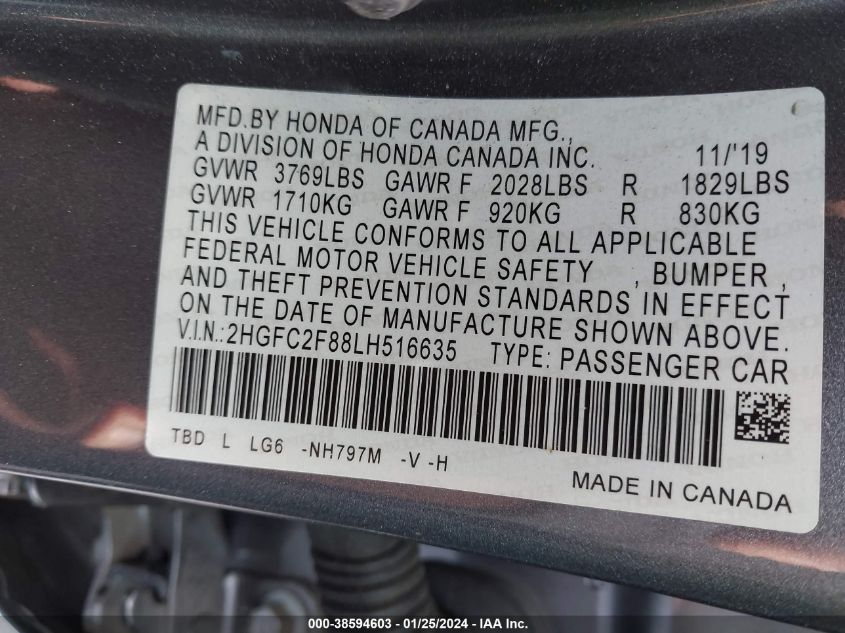 MFD.BY HONDA OF CANADA MFG.,
A DIVISION OF HONDA CANADA INC. 11/'19
GVWR 3769LBS GAWR F 2028LBS R 1829LBS
GVWR 1710KG GAWR F 920KG R 830KG
THIS VEHICLE CONFORMS TO ALL APPLICABLE
FEDERAL MOTOR VEHICLE SAFETY , BUMPER ,
AND THEFT PREVENTION STANDARDS IN EFFECT
ON THE DATE OF MANUFACTURE SHOWN ABOVE.
V.I.N.:2HGFC2F88LH516635 TYPE: PASSENGER CAR
TBD L LG6 -NH797M -V -H
MADE IN CANADA
000-38594603 / 01/25/2024 - IAA Inc.